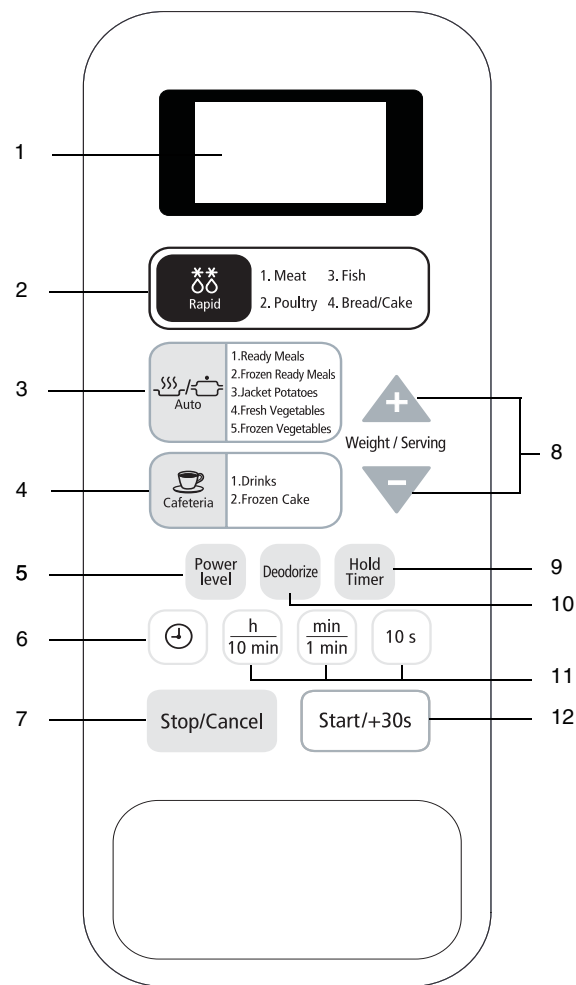 1
2
Rapid
1. Meat 3. Fish
2. Poultry 4. Bread/Cake
3
Auto
1.Ready Meals
2.Frozen Ready Meals
3.Jacket Potatoes
4.Fresh Vegetables
5.Frozen Vegetables
+
Weight / Serving
−
8
4
Cafeteria
1.Drinks
2.Frozen Cake
5
Power
level
Deodorize
Hold
Timer
9
10
6
h
10 min
min
1 min
10 s
11
7
Stop/Cancel
Start/+30s
12